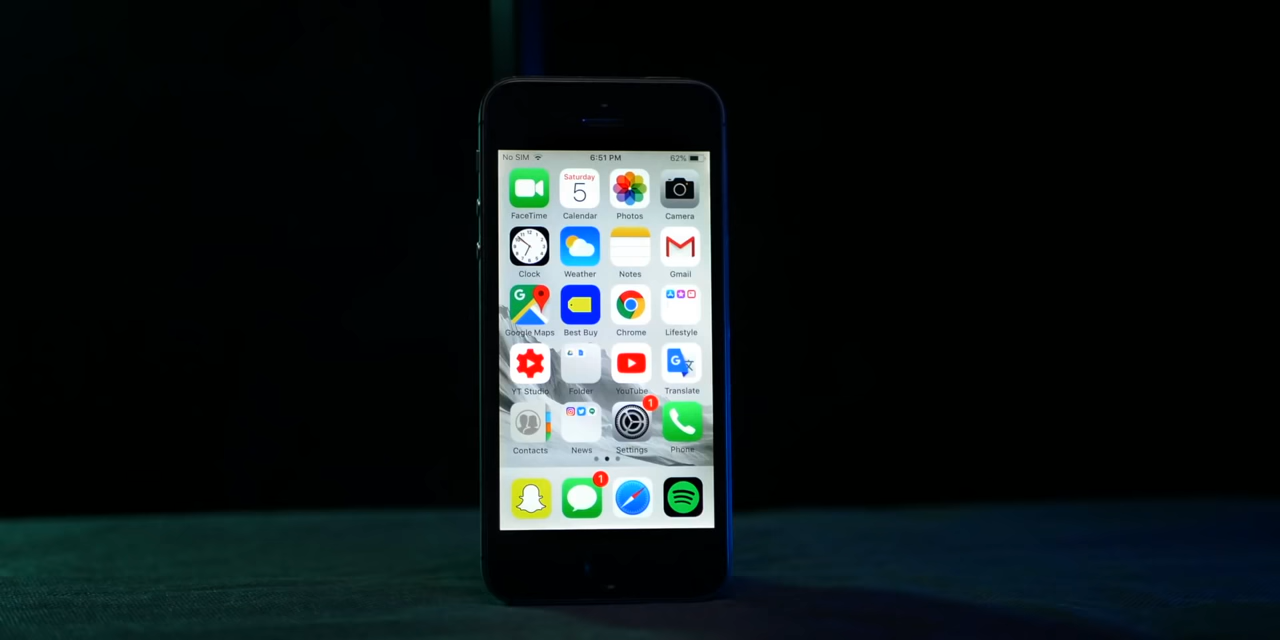 No SIM 6:51 PM 62%
Saturday
5
FaceTime Calendar Photos Camera
Clock Weather Notes Gmail
Google Maps Best Buy Chrome Lifestyle
YT Studio Folder YouTube Translate
1
Contacts News Settings Phone
1